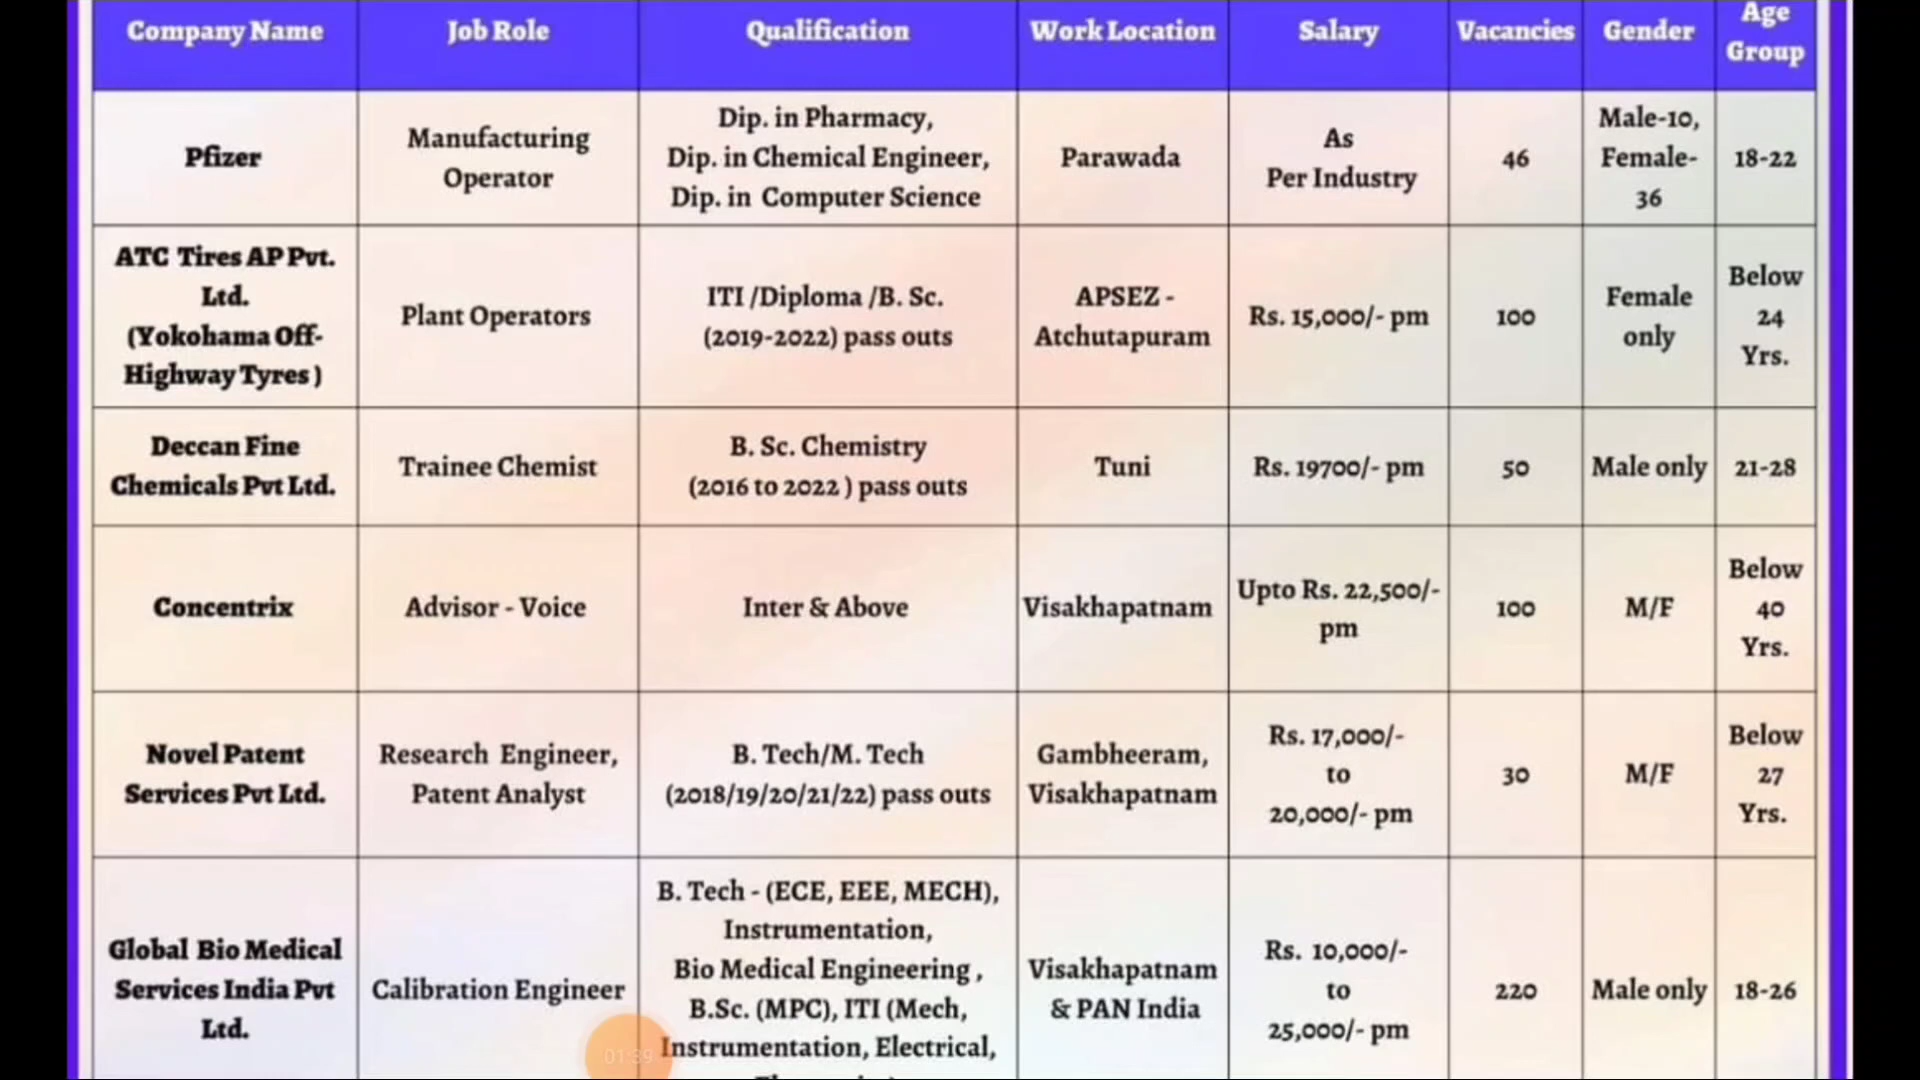 Company Name
Job Role
Qualification
Work Location
Salary
Vacancies
Gender
Age
Group
Pfizer
Manufacturing
Operator
Dip. in Pharmacy,
Dip. in Chemical Engineer,
Dip. in Computer Science
Parawada
As
Per Industry
46
Male-10,
Female-
36
18-22
ATC Tires AP Pvt.
Ltd.
(Yokohama Off-
Highway Tyres )
Plant Operators
ITI /Diploma /B. Sc.
(2019-2022) pass outs
APSEZ -
Atchutapuram
Rs. 15,000/- pm
100
Female
only
Below
24
Yrs.
Deccan Fine
Chemicals Pvt Ltd.
Trainee Chemist
B. Sc. Chemistry
(2016 to 2022 ) pass outs
Tuni
Rs. 19700/- pm
50
Male only
21-28
Concentrix
Advisor - Voice
Inter & Above
Visakhapatnam
Upto Rs. 22,500/-
pm
100
M/F
Below
40
Yrs.
Novel Patent
Services Pvt Ltd.
Research Engineer,
Patent Analyst
B. Tech/M. Tech
(2018/19/20/21/22) pass outs
Gambheeram,
Visakhapatnam
Rs. 17,000/-
to
20,000/- pm
30
M/F
Below
27
Yrs.
Global Bio Medical
Services India Pvt
Ltd.
Calibration Engineer
B. Tech - (ECE, EEE, MECH),
Instrumentation,
Bio Medical Engineering ,
B.Sc. (MPC), ITI (Mech,
Instrumentation, Electrical,
Visakhapatnam
& PAN India
Rs. 10,000/-
to
25,000/- pm
220
Male only
18-26
01:39